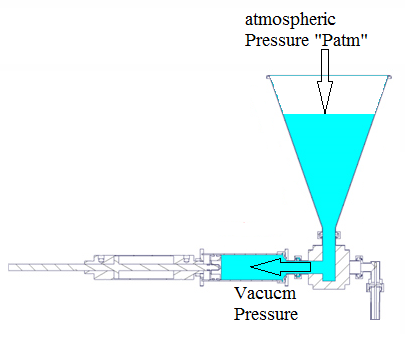 atmospheric
Pressure "Patm"
Vacucm
Pressure